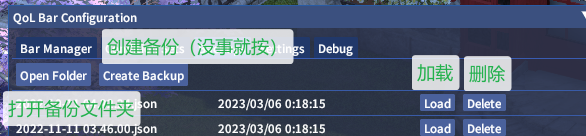 QoL Bar Configuration
Bar Manager 创建备份（没事就按） Debug
Open Folder Create Backup 加载 删除
打开备份文件夹 .json 2023/03/06 0:18:15 Load Delete
2022-11-11 03.46.00.json 2023/03/06 0:18:15 Load Delete